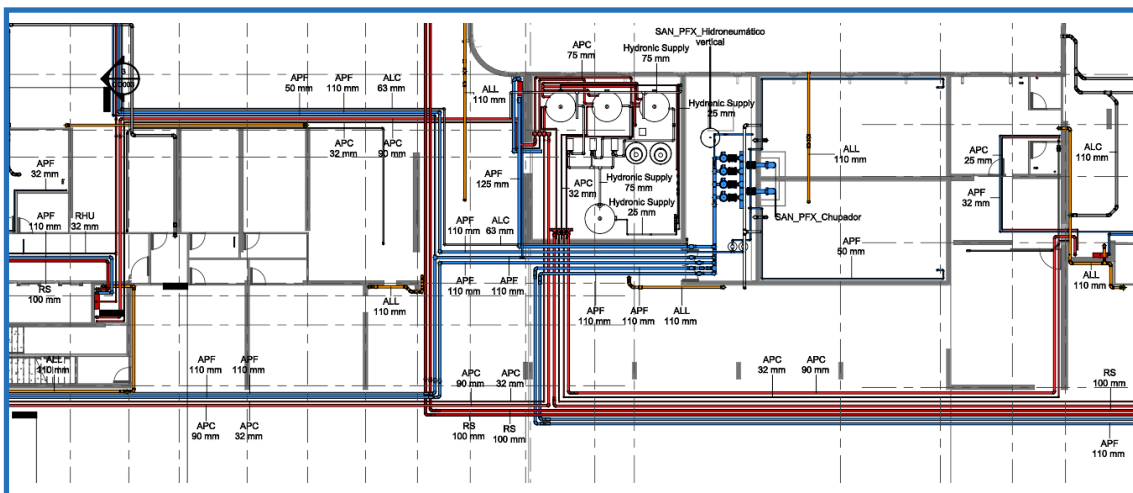 SAN_PFX_Hidroneumático
vertical
APC
75 mm
Hydronic Supply
75 mm
APF
50 mm
APF
110 mm
ALC
63 mm
ALL
110 mm
Hydronic Supply
25 mm
APC
32 mm
APC
90 mm
ALL
110 mm
APC
25 mm
ALC
110 mm
APF
32 mm
APF
125 mm
APC
32 mm
Hydronic Supply
75 mm
APF
32 mm
Hydronic Supply
25 mm
APF
110 mm
RHU
32 mm
APF
110 mm
ALC
63 mm
SAN_PFX_Chupador
APF
50 mm
RS
100 mm
ALL
110 mm
APF
110 mm
APF
110 mm
APF
110 mm
APF
110 mm
ALL
110 mm
ALL
110 mm
ALL
110 mm
APF
110 mm
APF
110 mm
APC
90 mm
APC
32 mm
APC
32 mm
APC
90 mm
RS
100 mm
APC
90 mm
APC
32 mm
RS
100 mm
RS
100 mm
APF
110 mm